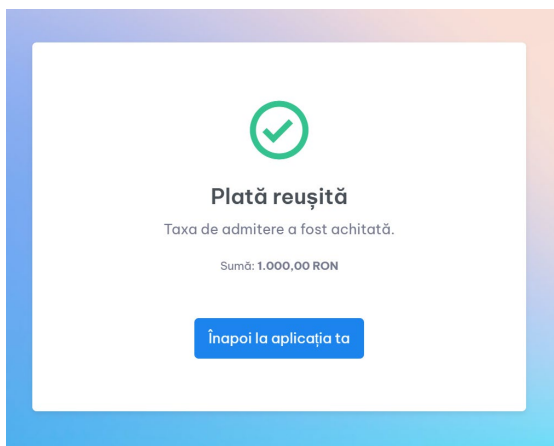 Plată reușită
Taxa de admitere a fost achitată.
Sumă: 1.000,00 RON
Înapoi la aplicația ta